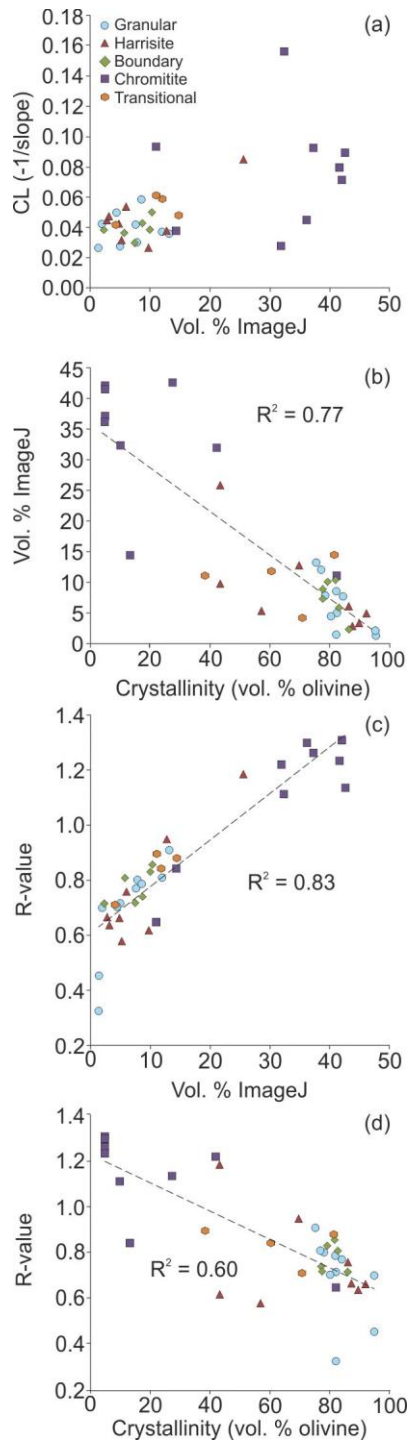 (a)
Granular
Harrisite
Boundary
Chromitite
Transitional
CL (-1/slope)
0.18
0.16
0.14
0.12
0.10
0.08
0.06
0.04
0.02
0.00
0 10 20 30 40 50
Vol. % ImageJ
(b)
R² = 0.77
Vol. % ImageJ
45
40
35
30
25
20
15
10
5
0
0 20 40 60 80 100
Crystallinity (vol. % olivine)
(c)
R² = 0.83
R-value
1.4
1.2
1.0
0.8
0.6
0.4
0.2
0 10 20 30 40 50
Vol. % ImageJ
(d)
R² = 0.60
R-value
1.4
1.2
1.0
0.8
0.6
0.4
0.2
0 20 40 60 80 100
Crystallinity (vol. % olivine)